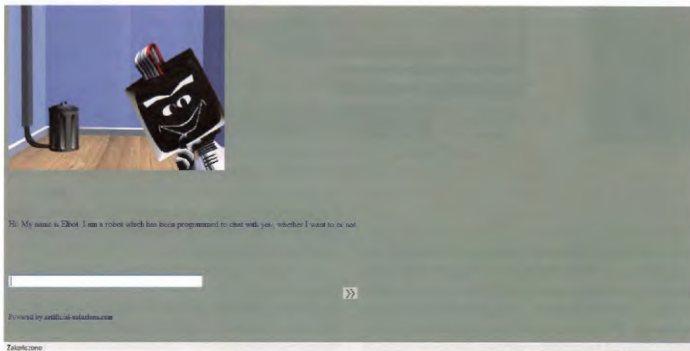 Hi! My name is Elbot. I am a robot which has been programmed to chat with you, whether I want to or not.
Powered by artificial-solutions.com
Zakończono